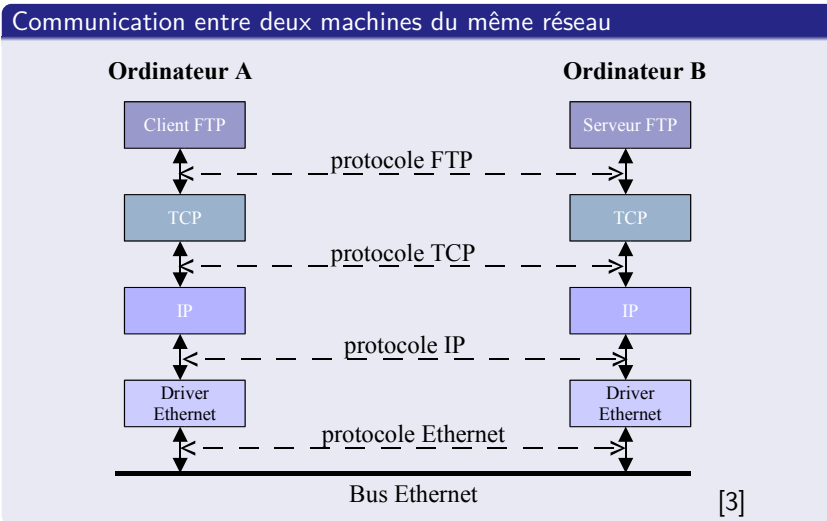 Communication entre deux machines du même réseau
Ordinateur A
Ordinateur B
Client FTP
Serveur FTP
protocole FTP
TCP
TCP
protocole TCP
IP
IP
protocole IP
Driver
Ethernet
Driver
Ethernet
protocole Ethernet
Bus Ethernet
[3]